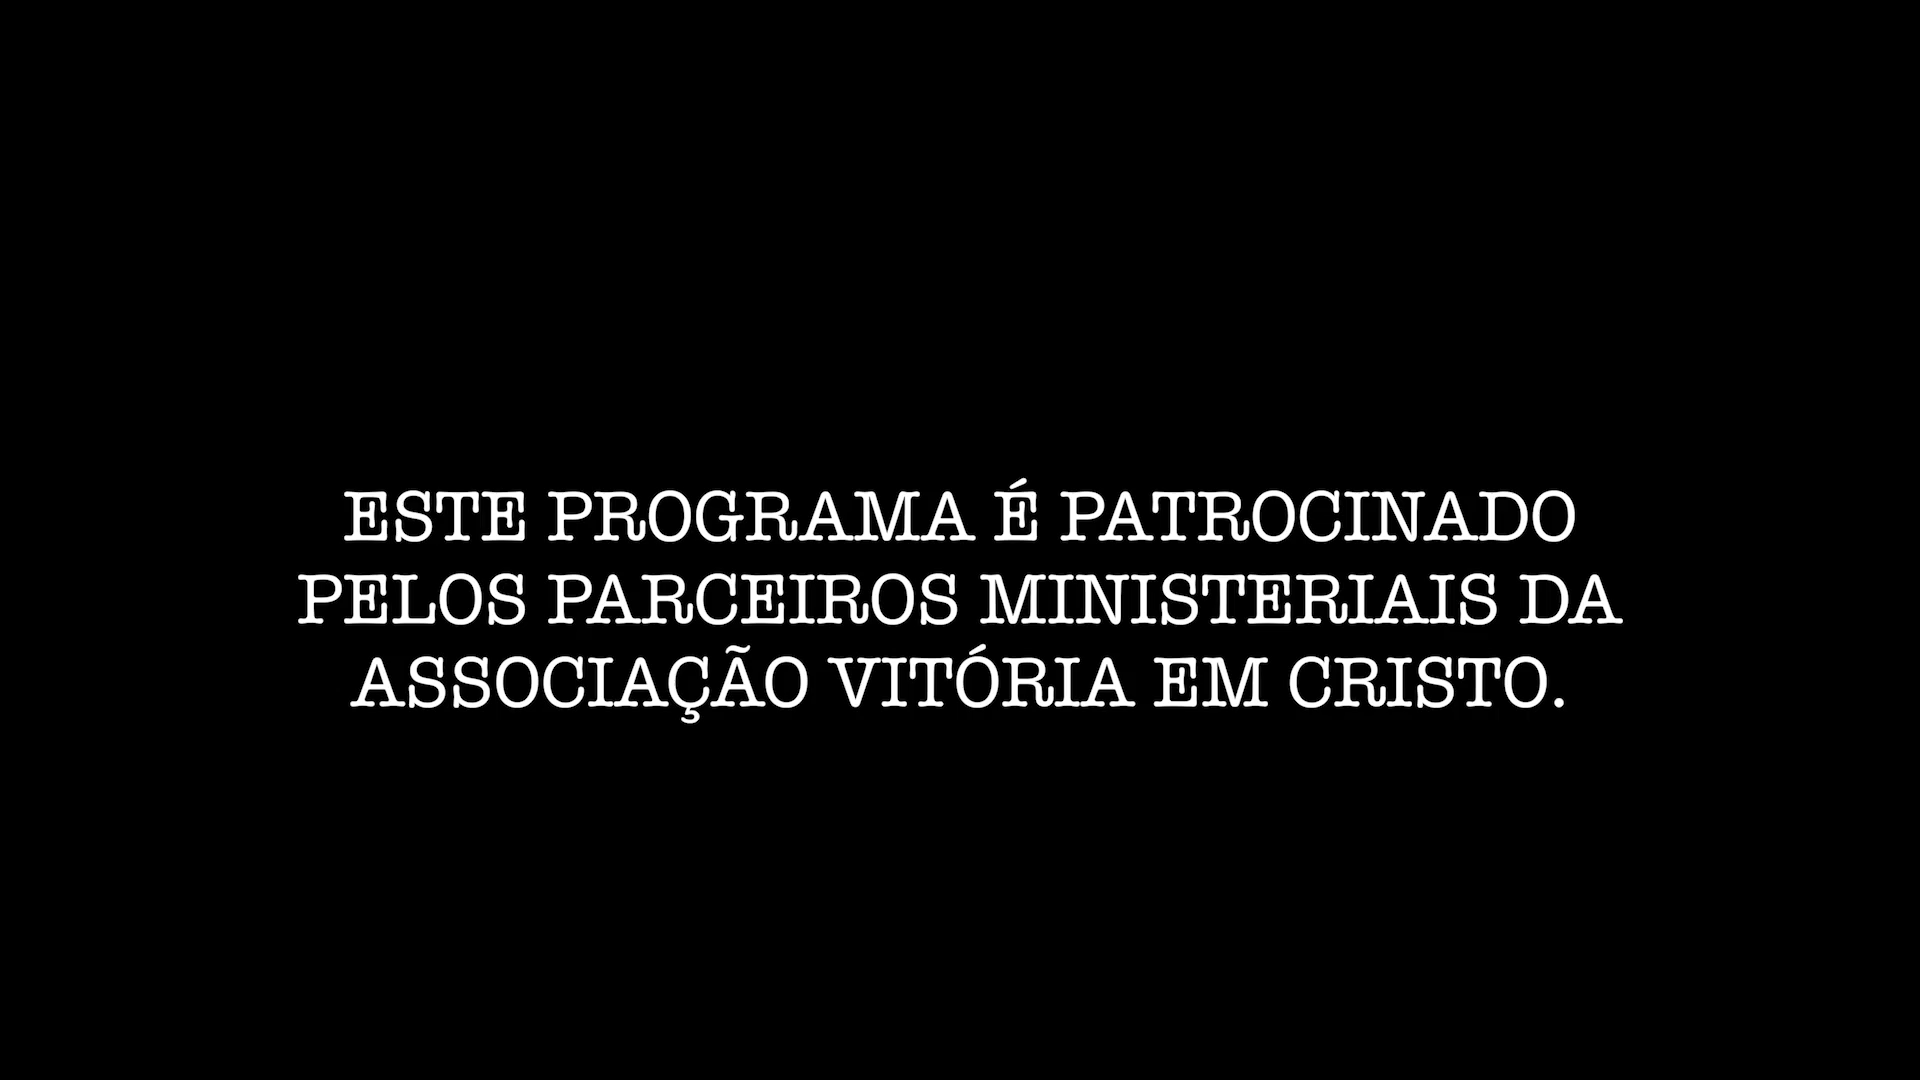 ESTE PROGRAMA É PATROCINADO
PELOS PARCEIROS MINISTERIAIS DA
ASSOCIAÇÃO VITÓRIA EM CRISTO.